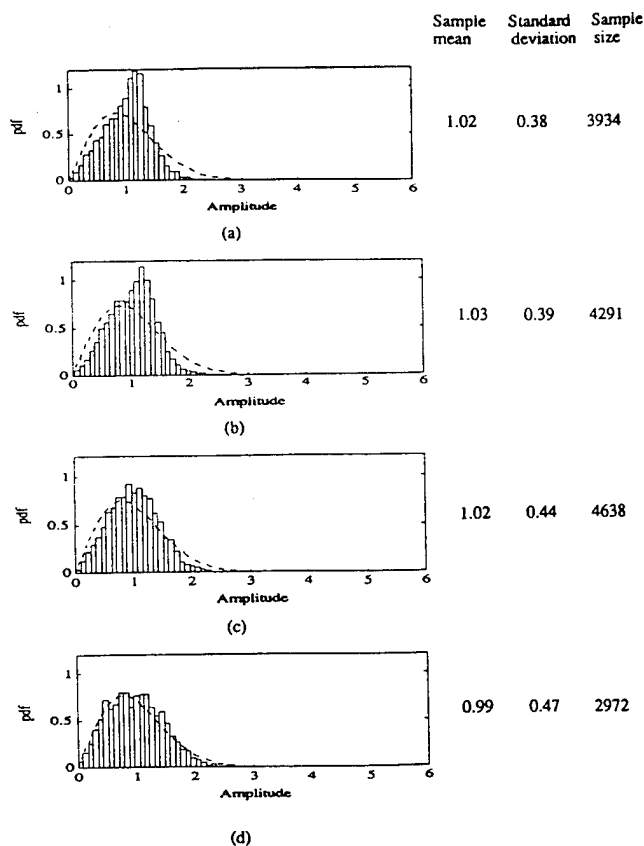 Sample mean Standard deviation Sample size
1
0.5
0
pdf
0 1 2 3 4 5 6
Amplitude
(a)
1.02 0.38 3934
1
0.5
0
pdf
0 1 2 3 4 5 6
Amplitude
(b)
1.03 0.39 4291
1
0.5
0
pdf
0 1 2 3 4 5 6
Amplitude
(c)
1.02 0.44 4638
1
0.5
0
pdf
0 1 2 3 4 5 6
Amplitude
(d)
0.99 0.47 2972